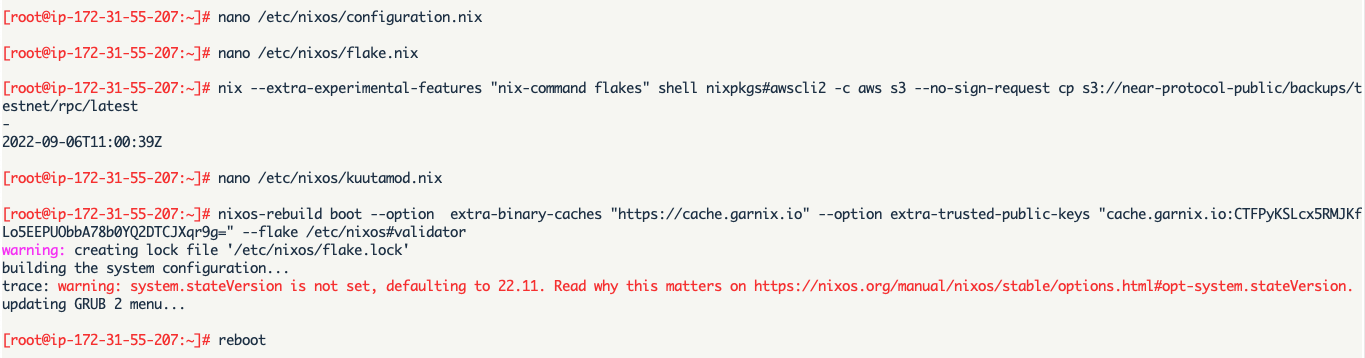 [root@ip-172-31-55-207:~]# nano /etc/nixos/configuration.nix
[root@ip-172-31-55-207:~]# nano /etc/nixos/flake.nix
[root@ip-172-31-55-207:~]# nix --extra-experimental-features "nix-command flakes" shell nixpkgs#awscli2 -c aws s3 --no-sign-request cp s3://near-protocol-public/backups/t
estnet/rpc/latest
-
2022-09-06T11:00:39Z
[root@ip-172-31-55-207:~]# nano /etc/nixos/kuutamod.nix
[root@ip-172-31-55-207:~]# nixos-rebuild boot --option  extra-binary-caches "https://cache.garnix.io" --option extra-trusted-public-keys "cache.garnix.io:CTFPyKSLcx5RMJKf
Lo5EEPUObbA78b0YQ2DTCJXqr9g=" --flake /etc/nixos#validator
warning: creating lock file '/etc/nixos/flake.lock'
building the system configuration...
trace: warning: system.stateVersion is not set, defaulting to 22.11. Read why this matters on https://nixos.org/manual/nixos/stable/options.html#opt-system.stateVersion.
updating GRUB 2 menu...
[root@ip-172-31-55-207:~]# reboot